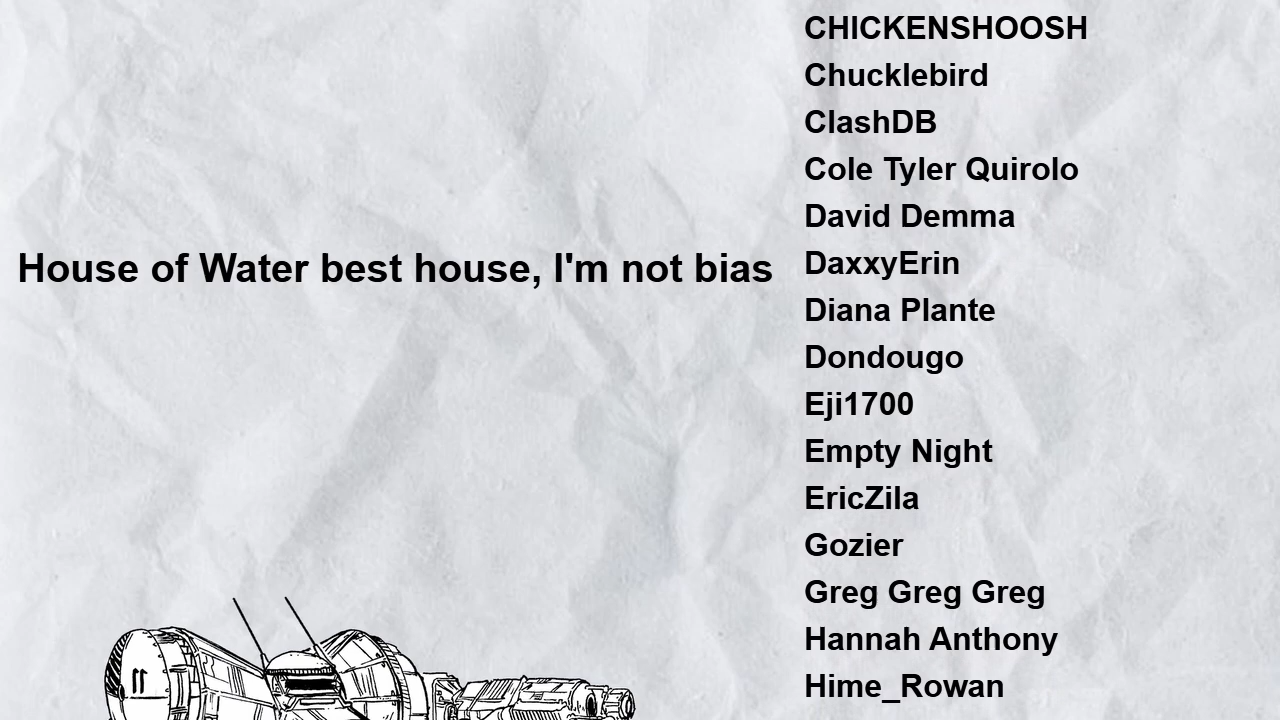 House of Water best house, I'm not bias
CHICKENSHOOSH
Chucklebird
ClashDB
Cole Tyler Quirolo
David Demma
DaxxyErin
Diana Plante
Dondougo
Eji1700
Empty Night
EricZila
Gozier
Greg Greg Greg
Hannah Anthony
Hime_Rowan